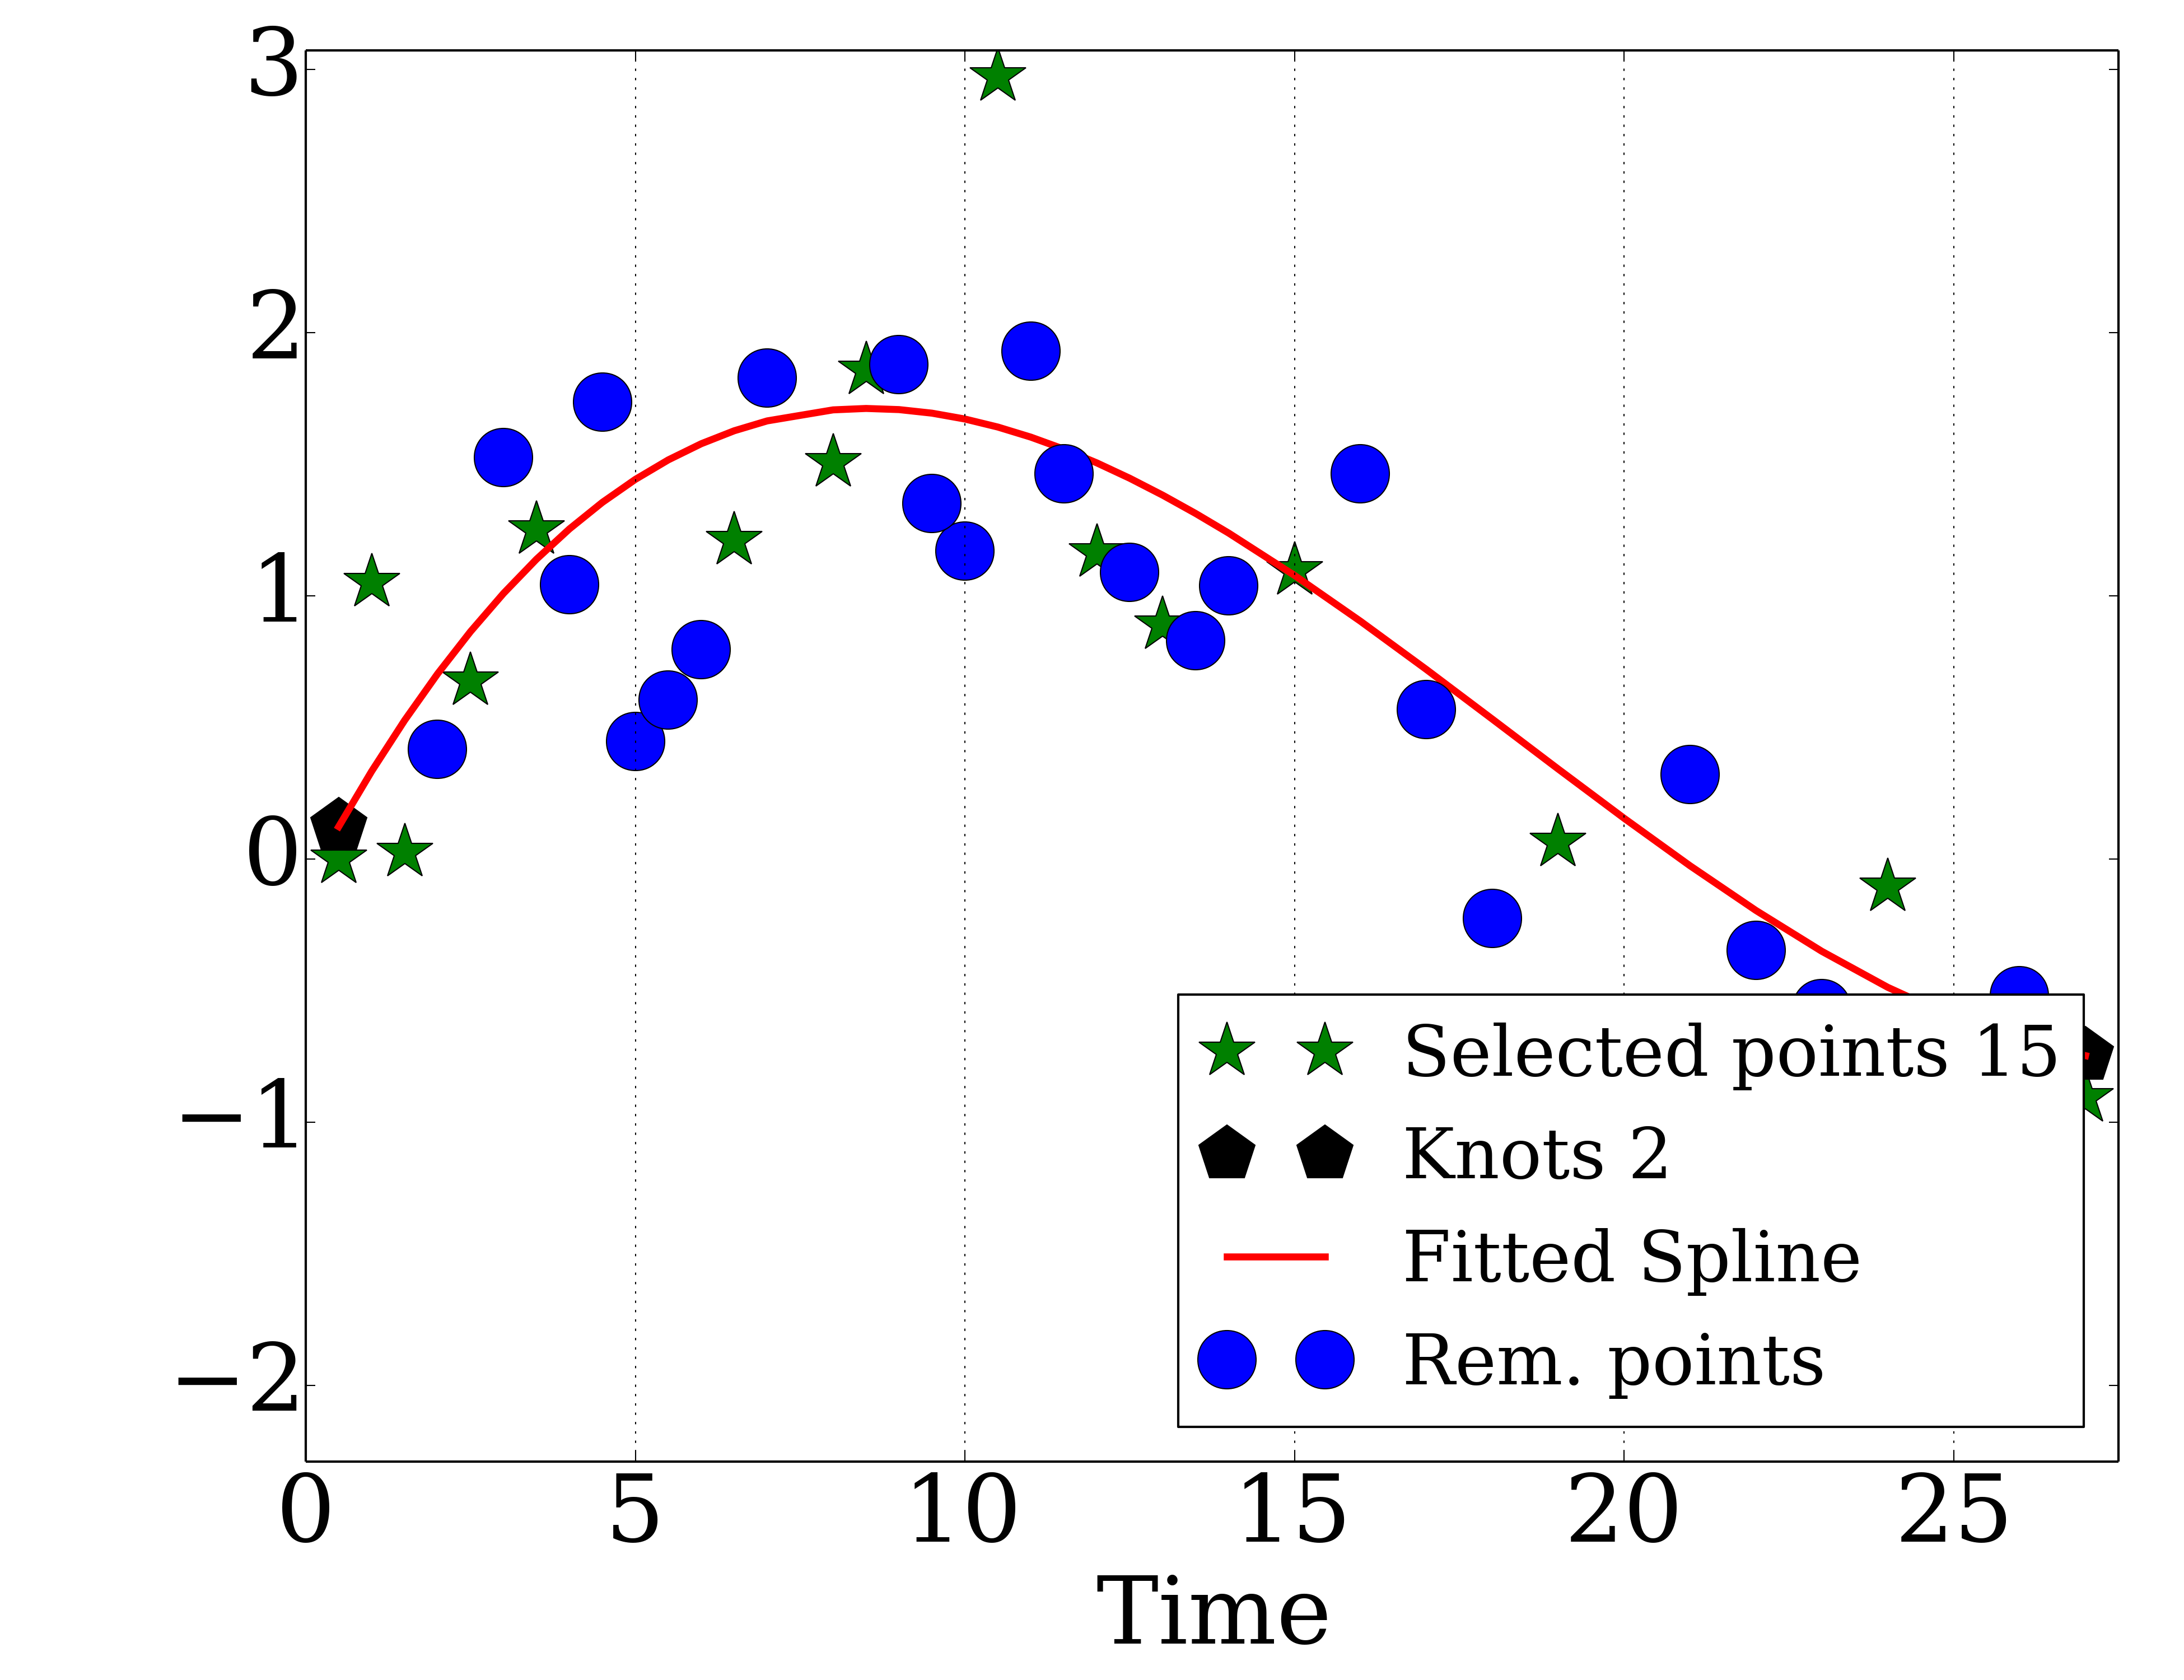 3
2
1
0
−1
−2
Selected points 15
Knots 2
Fitted Spline
Rem. points
0 5 10 15 20 25
Time